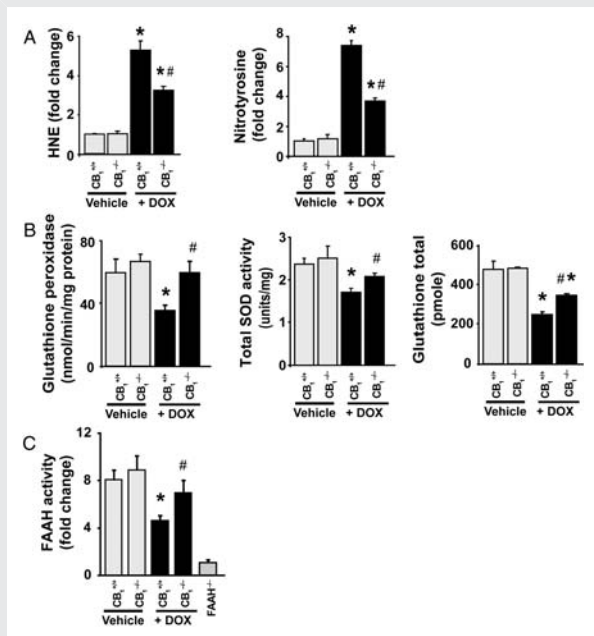 A
HNE (fold change)
6
4
2
0
*
*#
CB₁⁺/⁺
CB₁⁻/⁻
CB₁⁺/⁺
CB₁⁻/⁻
Vehicle
+ DOX
Nitrotyrosine
(fold change)
8
6
4
2
0
*
*#
CB₁⁺/⁺
CB₁⁻/⁻
CB₁⁺/⁺
CB₁⁻/⁻
Vehicle
+ DOX
B
Glutathione peroxidase
(nmol/min/mg protein)
80
60
40
20
0
*
#
CB₁⁺/⁺
CB₁⁻/⁻
CB₁⁺/⁺
CB₁⁻/⁻
Vehicle
+ DOX
Total SOD activity
(units/mg)
3
2
1
0
*
#
CB₁⁺/⁺
CB₁⁻/⁻
CB₁⁺/⁺
CB₁⁻/⁻
Vehicle
+ DOX
Glutathione total
(pmole)
600
400
200
0
*
#*
CB₁⁺/⁺
CB₁⁻/⁻
CB₁⁺/⁺
CB₁⁻/⁻
Vehicle
+ DOX
C
FAAH activity
(fold change)
12
8
4
0
*
#
CB₁⁺/⁺
CB₁⁻/⁻
CB₁⁺/⁺
CB₁⁻/⁻
FAAH⁻/⁻
Vehicle
+ DOX